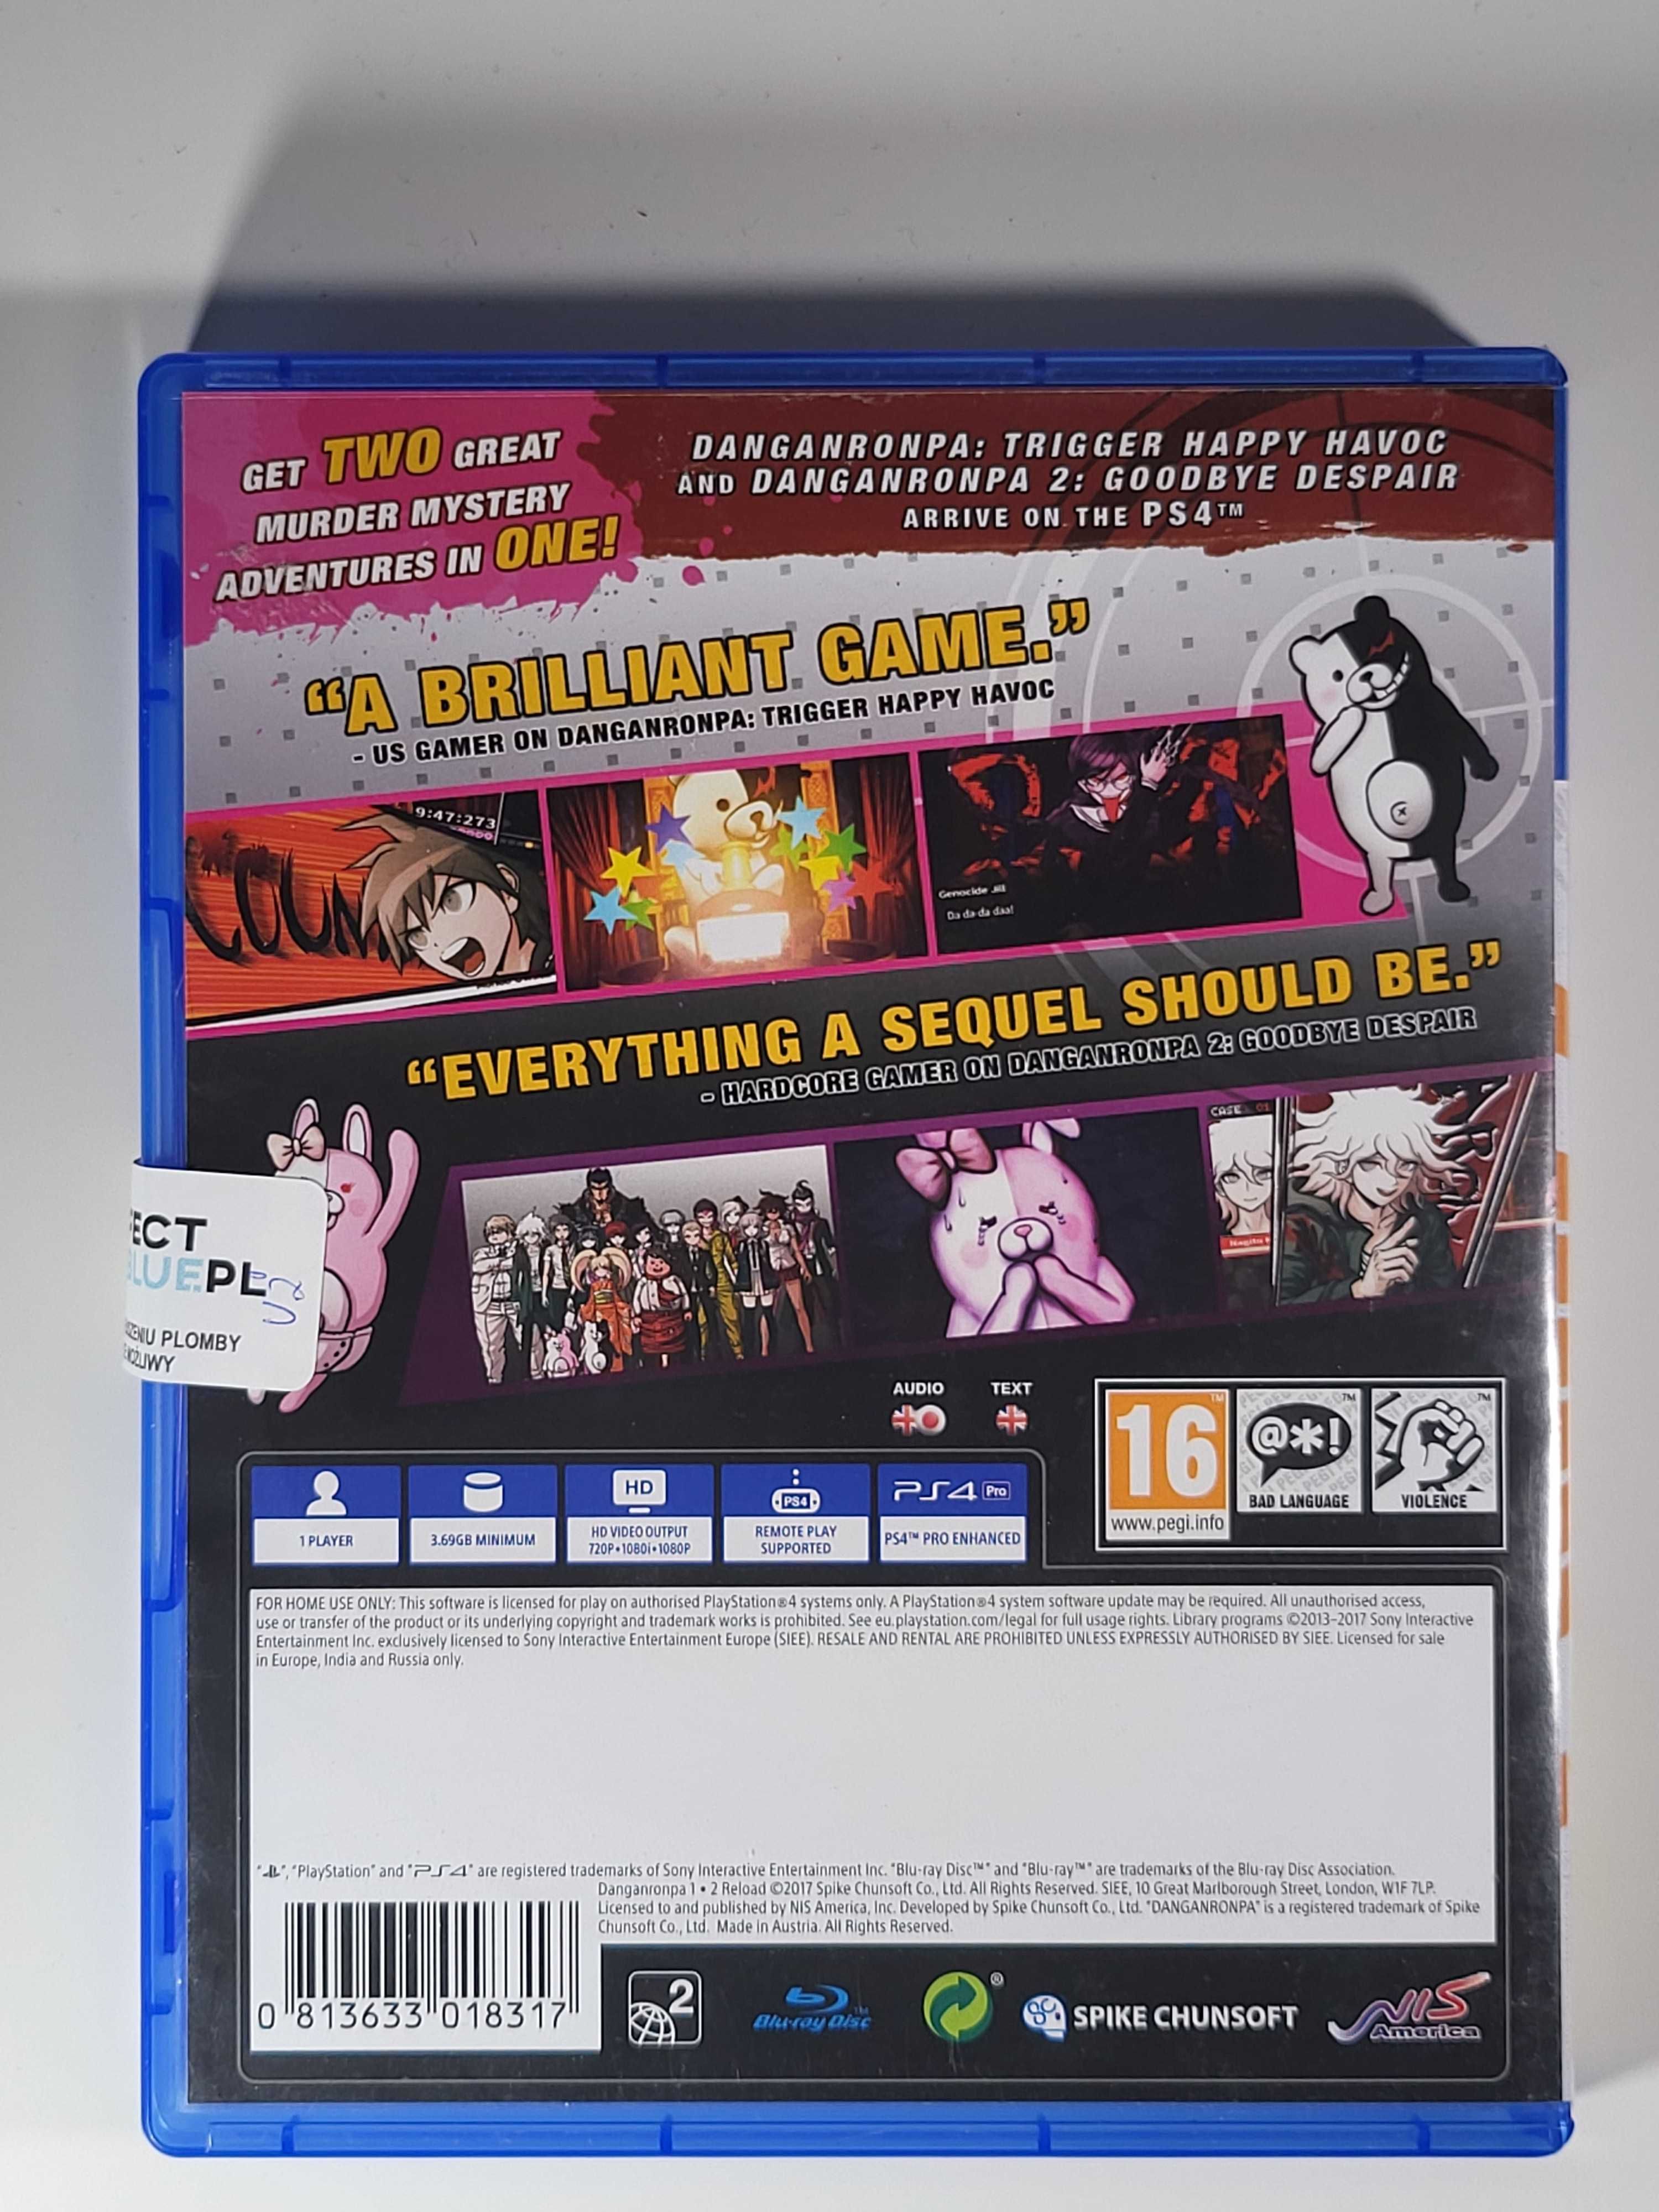 GET TWO GREAT
MURDER MYSTERY
ADVENTURES IN ONE!
DANGANRONPA: TRIGGER HAPPY HAVOC
AND DANGANRONPA 2: GOODBYE DESPAIR
ARRIVE ON THE PS4™
“A BRILLIANT GAME.”
- US GAMER ON DANGANRONPA: TRIGGER HAPPY HAVOC
9:47:273
Genocide Jill
Da da-da daa!
“EVERYTHING A SEQUEL SHOULD BE.”
- HARDCORE GAMER ON DANGANRONPA 2: GOODBYE DESPAIR
CASE 01
Nagito
PL
PLOMBY
AUDIO
TEXT
16
www.pegi.info
@*!
BAD LANGUAGE
VIOLENCE
1 PLAYER
3.69GB MINIMUM
HD
HD VIDEO OUTPUT
720P•1080i•1080P
PS4
REMOTE PLAY
SUPPORTED
PS4 Pro
PS4™ PRO ENHANCED
FOR HOME USE ONLY: This software is licensed for play on authorised PlayStation®4 systems only. A PlayStation®4 system software update may be required. All unauthorised access,
use or transfer of the product or its underlying copyright and trademark works is prohibited. See eu.playstation.com/legal for full usage rights. Library programs ©2013-2017 Sony Interactive
Entertainment Inc. exclusively licensed to Sony Interactive Entertainment Europe (SIEE). RESALE AND RENTAL ARE PROHIBITED UNLESS EXPRESSLY AUTHORISED BY SIEE. Licensed for sale
in Europe, India and Russia only.
"PlayStation" and "PS4" are registered trademarks of Sony Interactive Entertainment Inc. "Blu-ray Disc™" and "Blu-ray™" are trademarks of the Blu-ray Disc Association.
Danganronpa 1 • 2 Reload ©2017 Spike Chunsoft Co., Ltd. All Rights Reserved. SIEE, 10 Great Marlborough Street, London, W1F 7LP.
Licensed to and published by NIS America, Inc. Developed by Spike Chunsoft Co., Ltd. "DANGANRONPA" is a registered trademark of Spike
Chunsoft Co., Ltd. Made in Austria. All Rights Reserved.
0 813633 018317
2
Blu-ray Disc™
®
SPIKE CHUNSOFT
NIS
America